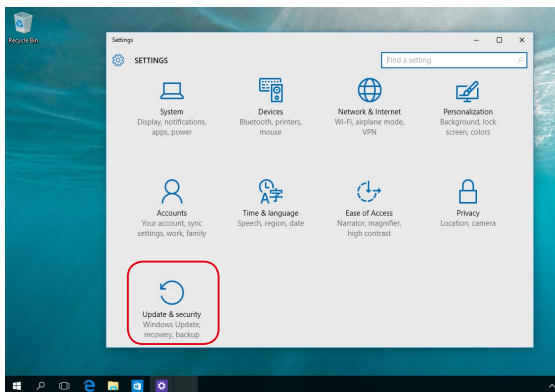 Recycle Bin
Settings
SETTINGS
Find a setting
System
Display, notifications,
apps, power
Devices
Bluetooth, printers,
mouse
Network & Internet
Wi-Fi, airplane mode,
VPN
Personalization
Background, lock
screen, colors
Accounts
Your account, sync
settings, work, family
Time & language
Speech, region, date
Ease of Access
Narrator, magnifier,
high contrast
Privacy
Location, camera
Update & security
Windows Update,
recovery, backup